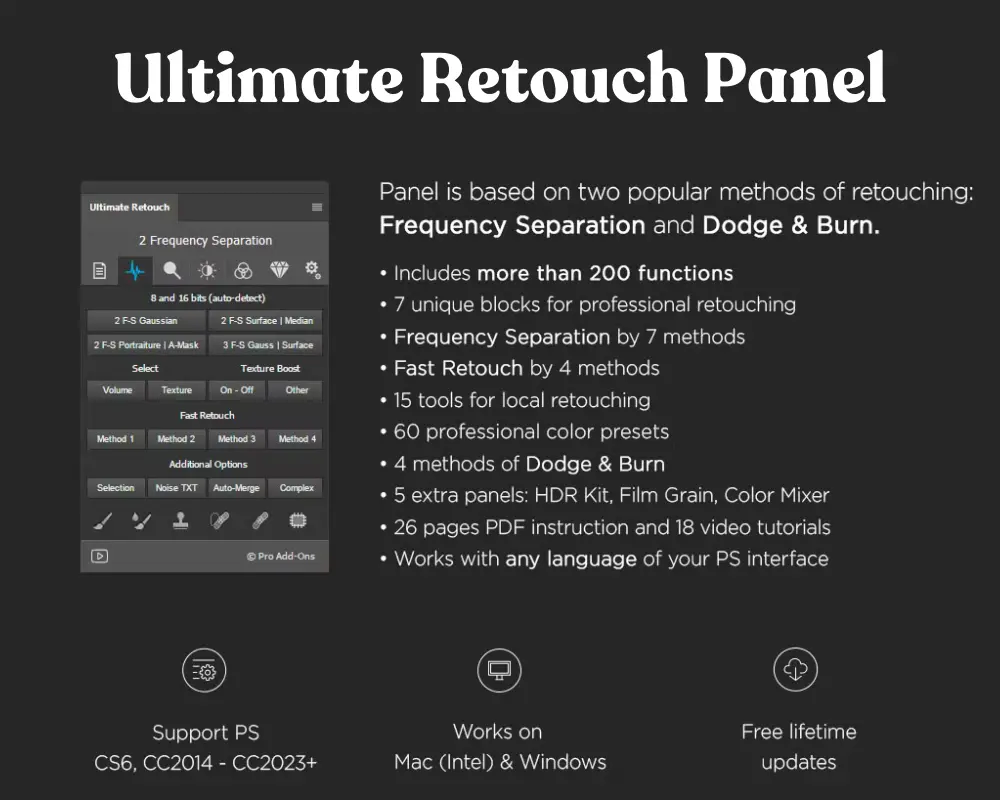 Ultimate Retouch Panel
Ultimate Retouch
2 Frequency Separation
8 and 16 bits (auto-detect)
2 F-S Gaussian
2 F-S Surface | Median
2 F-S Portraiture | A-Mask
3 F-S Gauss | Surface
Select
Texture Boost
Volume
Texture
On - Off
Other
Fast Retouch
Method 1
Method 2
Method 3
Method 4
Additional Options
Selection
Noise TXT
Auto-Merge
Complex
© Pro Add-Ons
Panel is based on two popular methods of retouching:
Frequency Separation and Dodge & Burn.
• Includes more than 200 functions
• 7 unique blocks for professional retouching
• Frequency Separation by 7 methods
• Fast Retouch by 4 methods
• 15 tools for local retouching
• 60 professional color presets
• 4 methods of Dodge & Burn
• 5 extra panels: HDR Kit, Film Grain, Color Mixer
• 26 pages PDF instruction and 18 video tutorials
• Works with any language of your PS interface
Support PS
CS6, CC2014 - CC2023+
Works on
Mac (Intel) & Windows
Free lifetime
updates